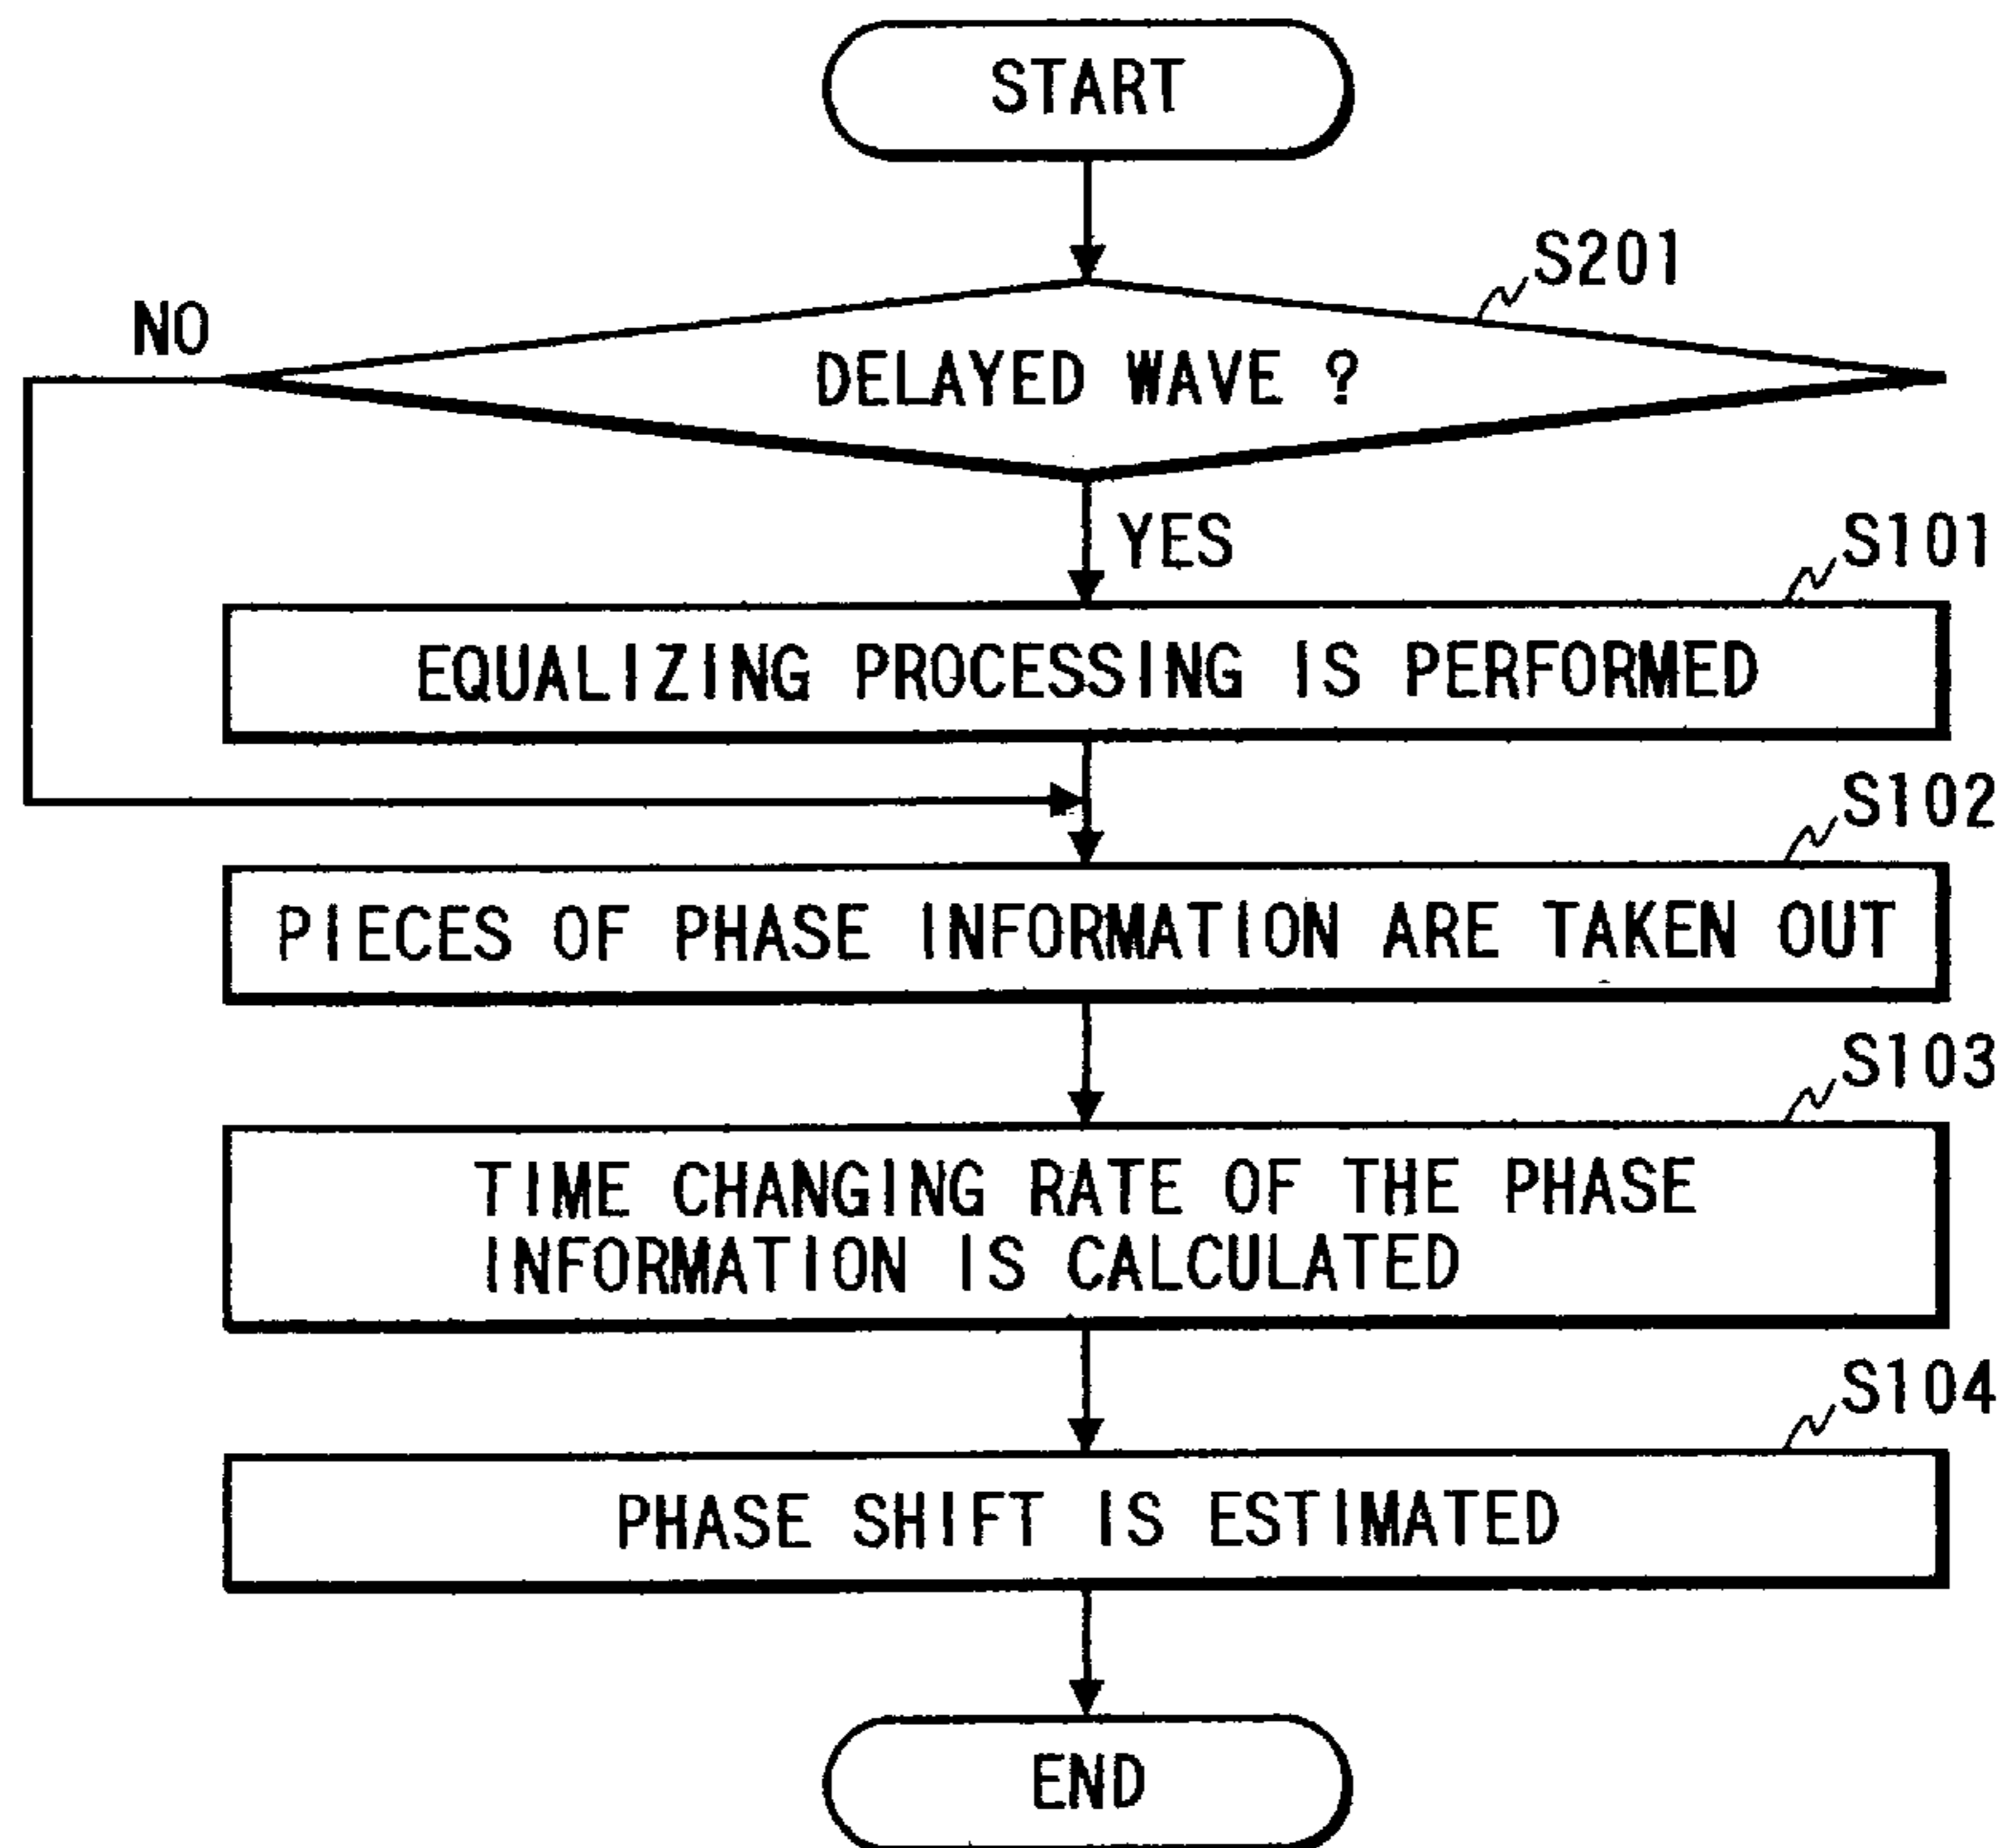 START
S201
NO
DELAYED WAVE ?
YES
S101
EQUALIZING PROCESSING IS PERFORMED
S102
PIECES OF PHASE INFORMATION ARE TAKEN OUT
S103
TIME CHANGING RATE OF THE PHASE
INFORMATION IS CALCULATED
S104
PHASE SHIFT IS ESTIMATED
END